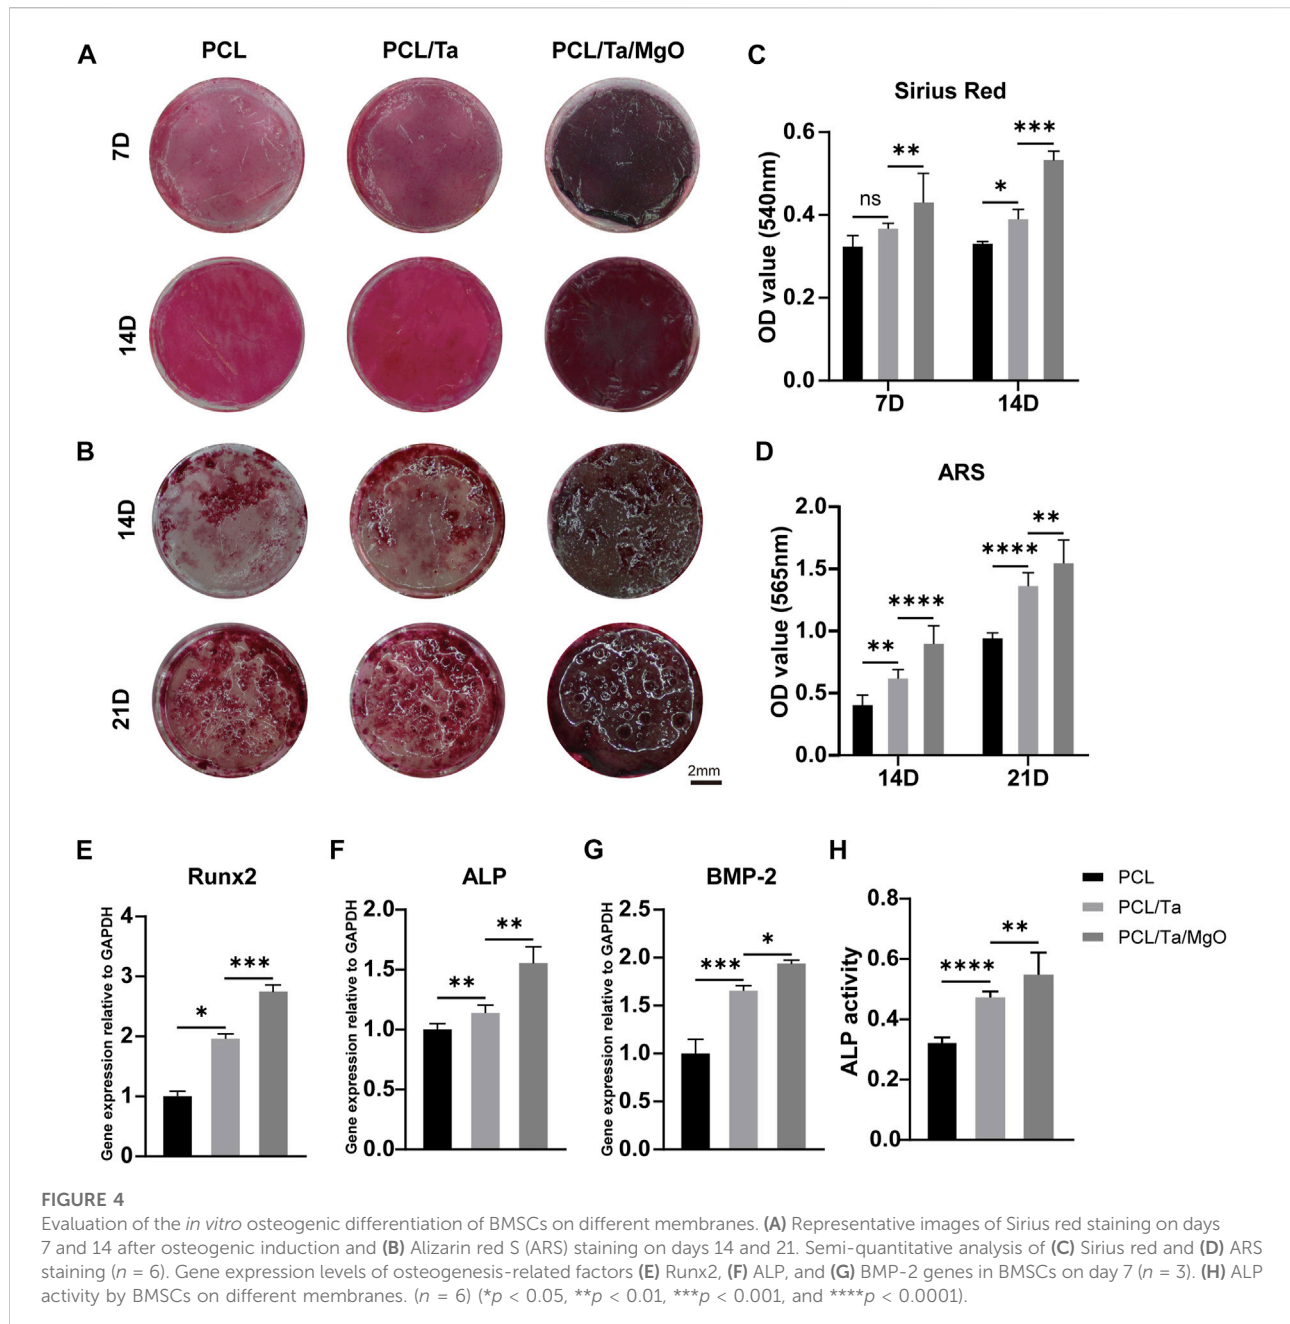 A
PCL
PCL/Ta
PCL/Ta/MgO
7D
14D
B
14D
21D
2mm
C
Sirius Red
OD value (540nm)
0.6
0.4
0.2
0.0
ns
**
*
***
7D
14D
D
ARS
OD value (565nm)
2.0
1.5
1.0
0.5
0.0
**
****
****
**
14D
21D
E
Runx2
Gene expression relative to GAPDH
4
3
2
1
0
*
***
F
ALP
Gene expression relative to GAPDH
2.0
1.5
1.0
0.5
0.0
**
**
G
BMP-2
Gene expression relative to GAPDH
2.5
2.0
1.5
1.0
0.5
0.0
***
*
H
ALP activity
0.8
0.6
0.4
0.2
0.0
****
**
PCL
PCL/Ta
PCL/Ta/MgO
FIGURE 4
Evaluation of the in vitro osteogenic differentiation of BMSCs on different membranes. (A) Representative images of Sirius red staining on days
7 and 14 after osteogenic induction and (B) Alizarin red S (ARS) staining on days 14 and 21. Semi-quantitative analysis of (C) Sirius red and (D) ARS
staining (n = 6). Gene expression levels of osteogenesis-related factors (E) Runx2, (F) ALP, and (G) BMP-2 genes in BMSCs on day 7 (n = 3). (H) ALP
activity by BMSCs on different membranes. (n = 6) (*p < 0.05, **p < 0.01, ***p < 0.001, and ****p < 0.0001).